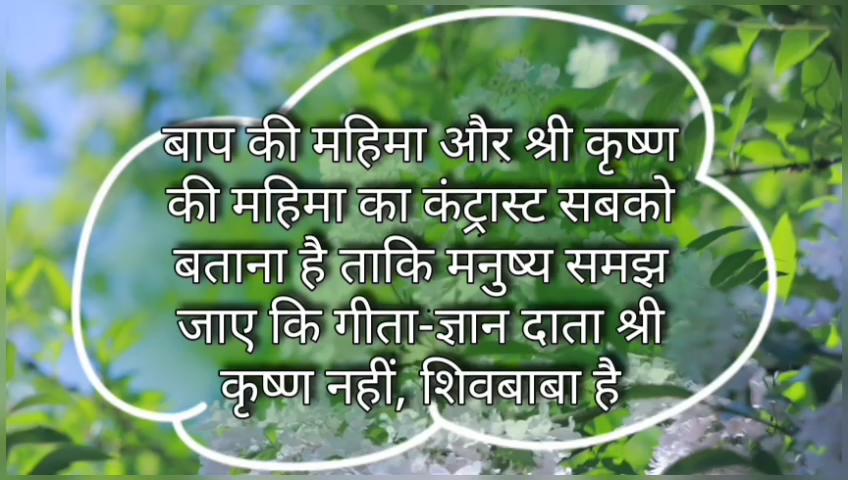 बाप की महिमा और श्री कृष्ण
की महिमा का कंट्रास्ट सबको
बताना है ताकि मनुष्य समझ
जाए कि गीता-ज्ञान दाता श्री
कृष्ण नहीं, शिवबाबा है